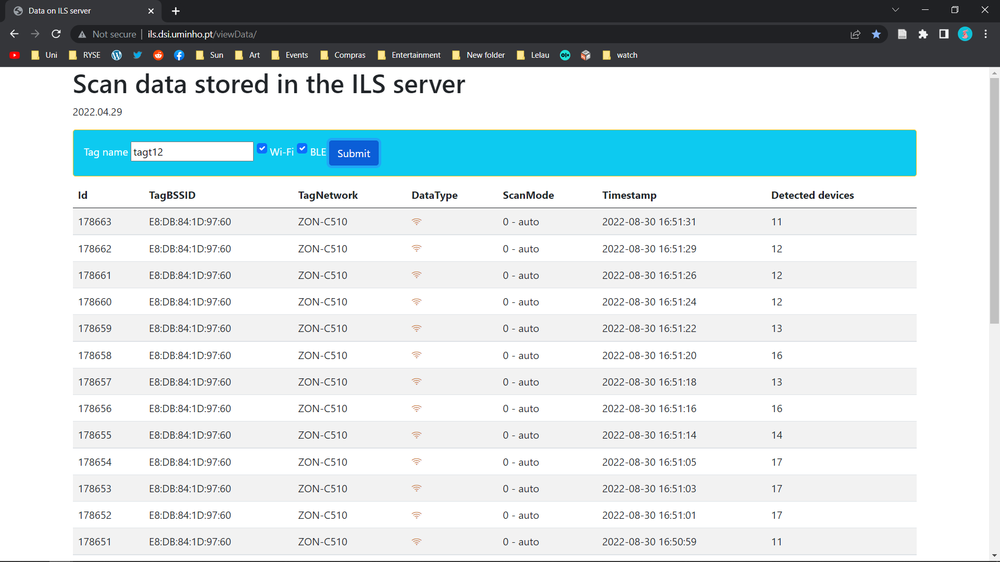 Data on ILS server
Not secure ils.dsi.uminho.pt/viewData/
Uni RYSE Sun Art Events Compras Entertainment New folder Lelau watch
Scan data stored in the ILS server
2022.04.29
Tag name tagt12 Wi-Fi BLE Submit
Id TagBSSID TagNetwork DataType ScanMode Timestamp Detected devices
178663 E8:DB:84:1D:97:60 ZON-C510 0 - auto 2022-08-30 16:51:31 11
178662 E8:DB:84:1D:97:60 ZON-C510 0 - auto 2022-08-30 16:51:29 12
178661 E8:DB:84:1D:97:60 ZON-C510 0 - auto 2022-08-30 16:51:26 12
178660 E8:DB:84:1D:97:60 ZON-C510 0 - auto 2022-08-30 16:51:24 12
178659 E8:DB:84:1D:97:60 ZON-C510 0 - auto 2022-08-30 16:51:22 13
178658 E8:DB:84:1D:97:60 ZON-C510 0 - auto 2022-08-30 16:51:20 16
178657 E8:DB:84:1D:97:60 ZON-C510 0 - auto 2022-08-30 16:51:18 13
178656 E8:DB:84:1D:97:60 ZON-C510 0 - auto 2022-08-30 16:51:16 16
178655 E8:DB:84:1D:97:60 ZON-C510 0 - auto 2022-08-30 16:51:14 14
178654 E8:DB:84:1D:97:60 ZON-C510 0 - auto 2022-08-30 16:51:05 17
178653 E8:DB:84:1D:97:60 ZON-C510 0 - auto 2022-08-30 16:51:03 17
178652 E8:DB:84:1D:97:60 ZON-C510 0 - auto 2022-08-30 16:51:01 17
178651 E8:DB:84:1D:97:60 ZON-C510 0 - auto 2022-08-30 16:50:59 11